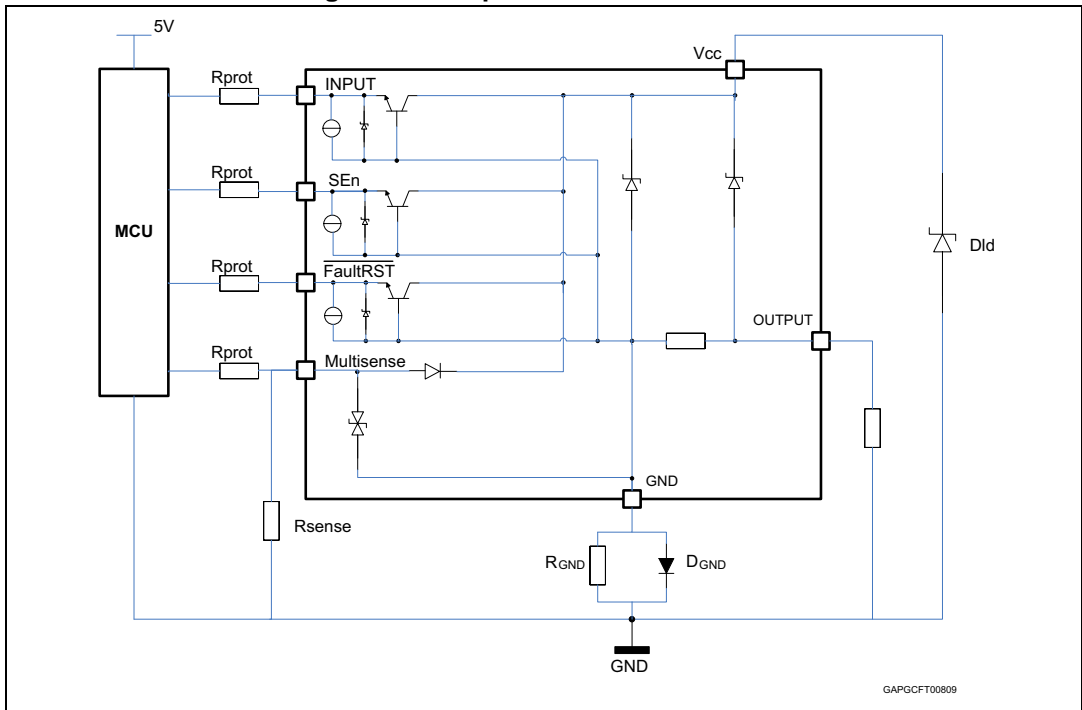 5V
Vcc
Rprot
INPUT
Rprot
SEn
MCU
Dld
Rprot
FaultRST
OUTPUT
Rprot
Multisense
GND
Rsense
RGND
DGND
GND
GAPGCFT00809